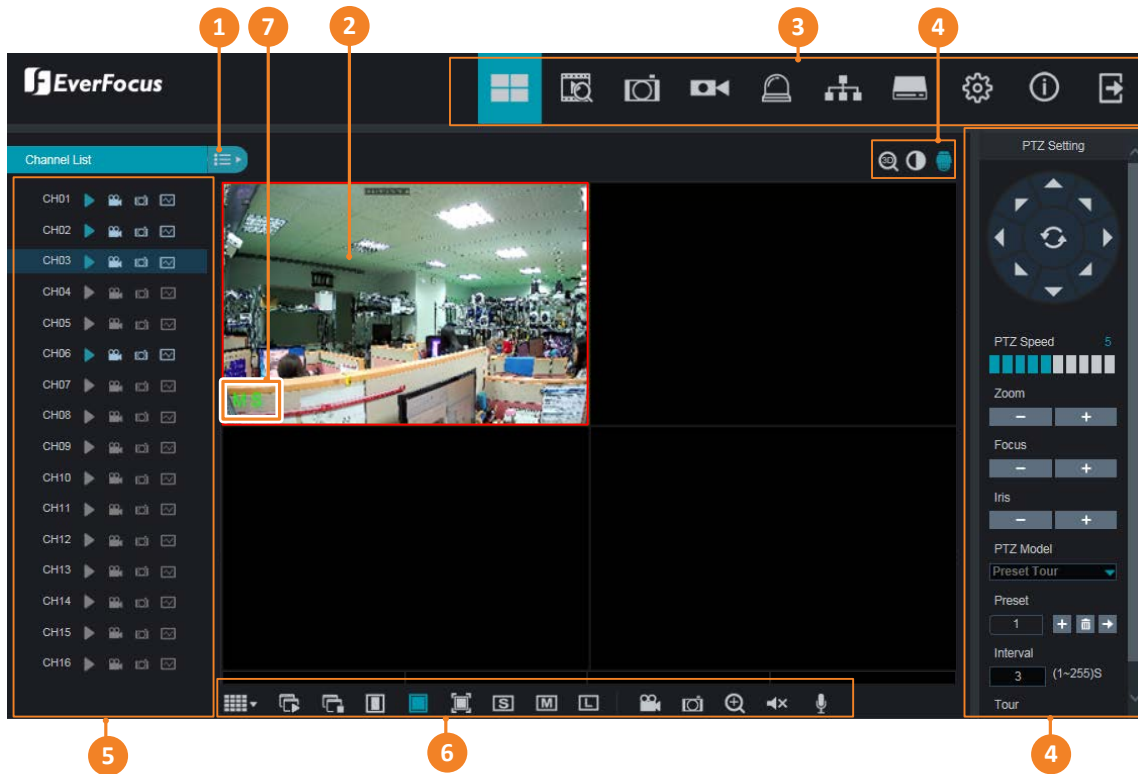 1
7
2
3
4
EverFocus
Channel List
3D
PTZ Setting
CH01
CH02
CH03
CH04
CH05
CH06
CH07
CH08
CH09
CH10
CH11
CH12
CH13
CH14
CH15
CH16
PTZ Speed 5
Zoom
− +
Focus
− +
Iris
− +
PTZ Model
Preset Tour
Preset
1
Interval
3 (1~255)S
Tour
S M L
5
6
4